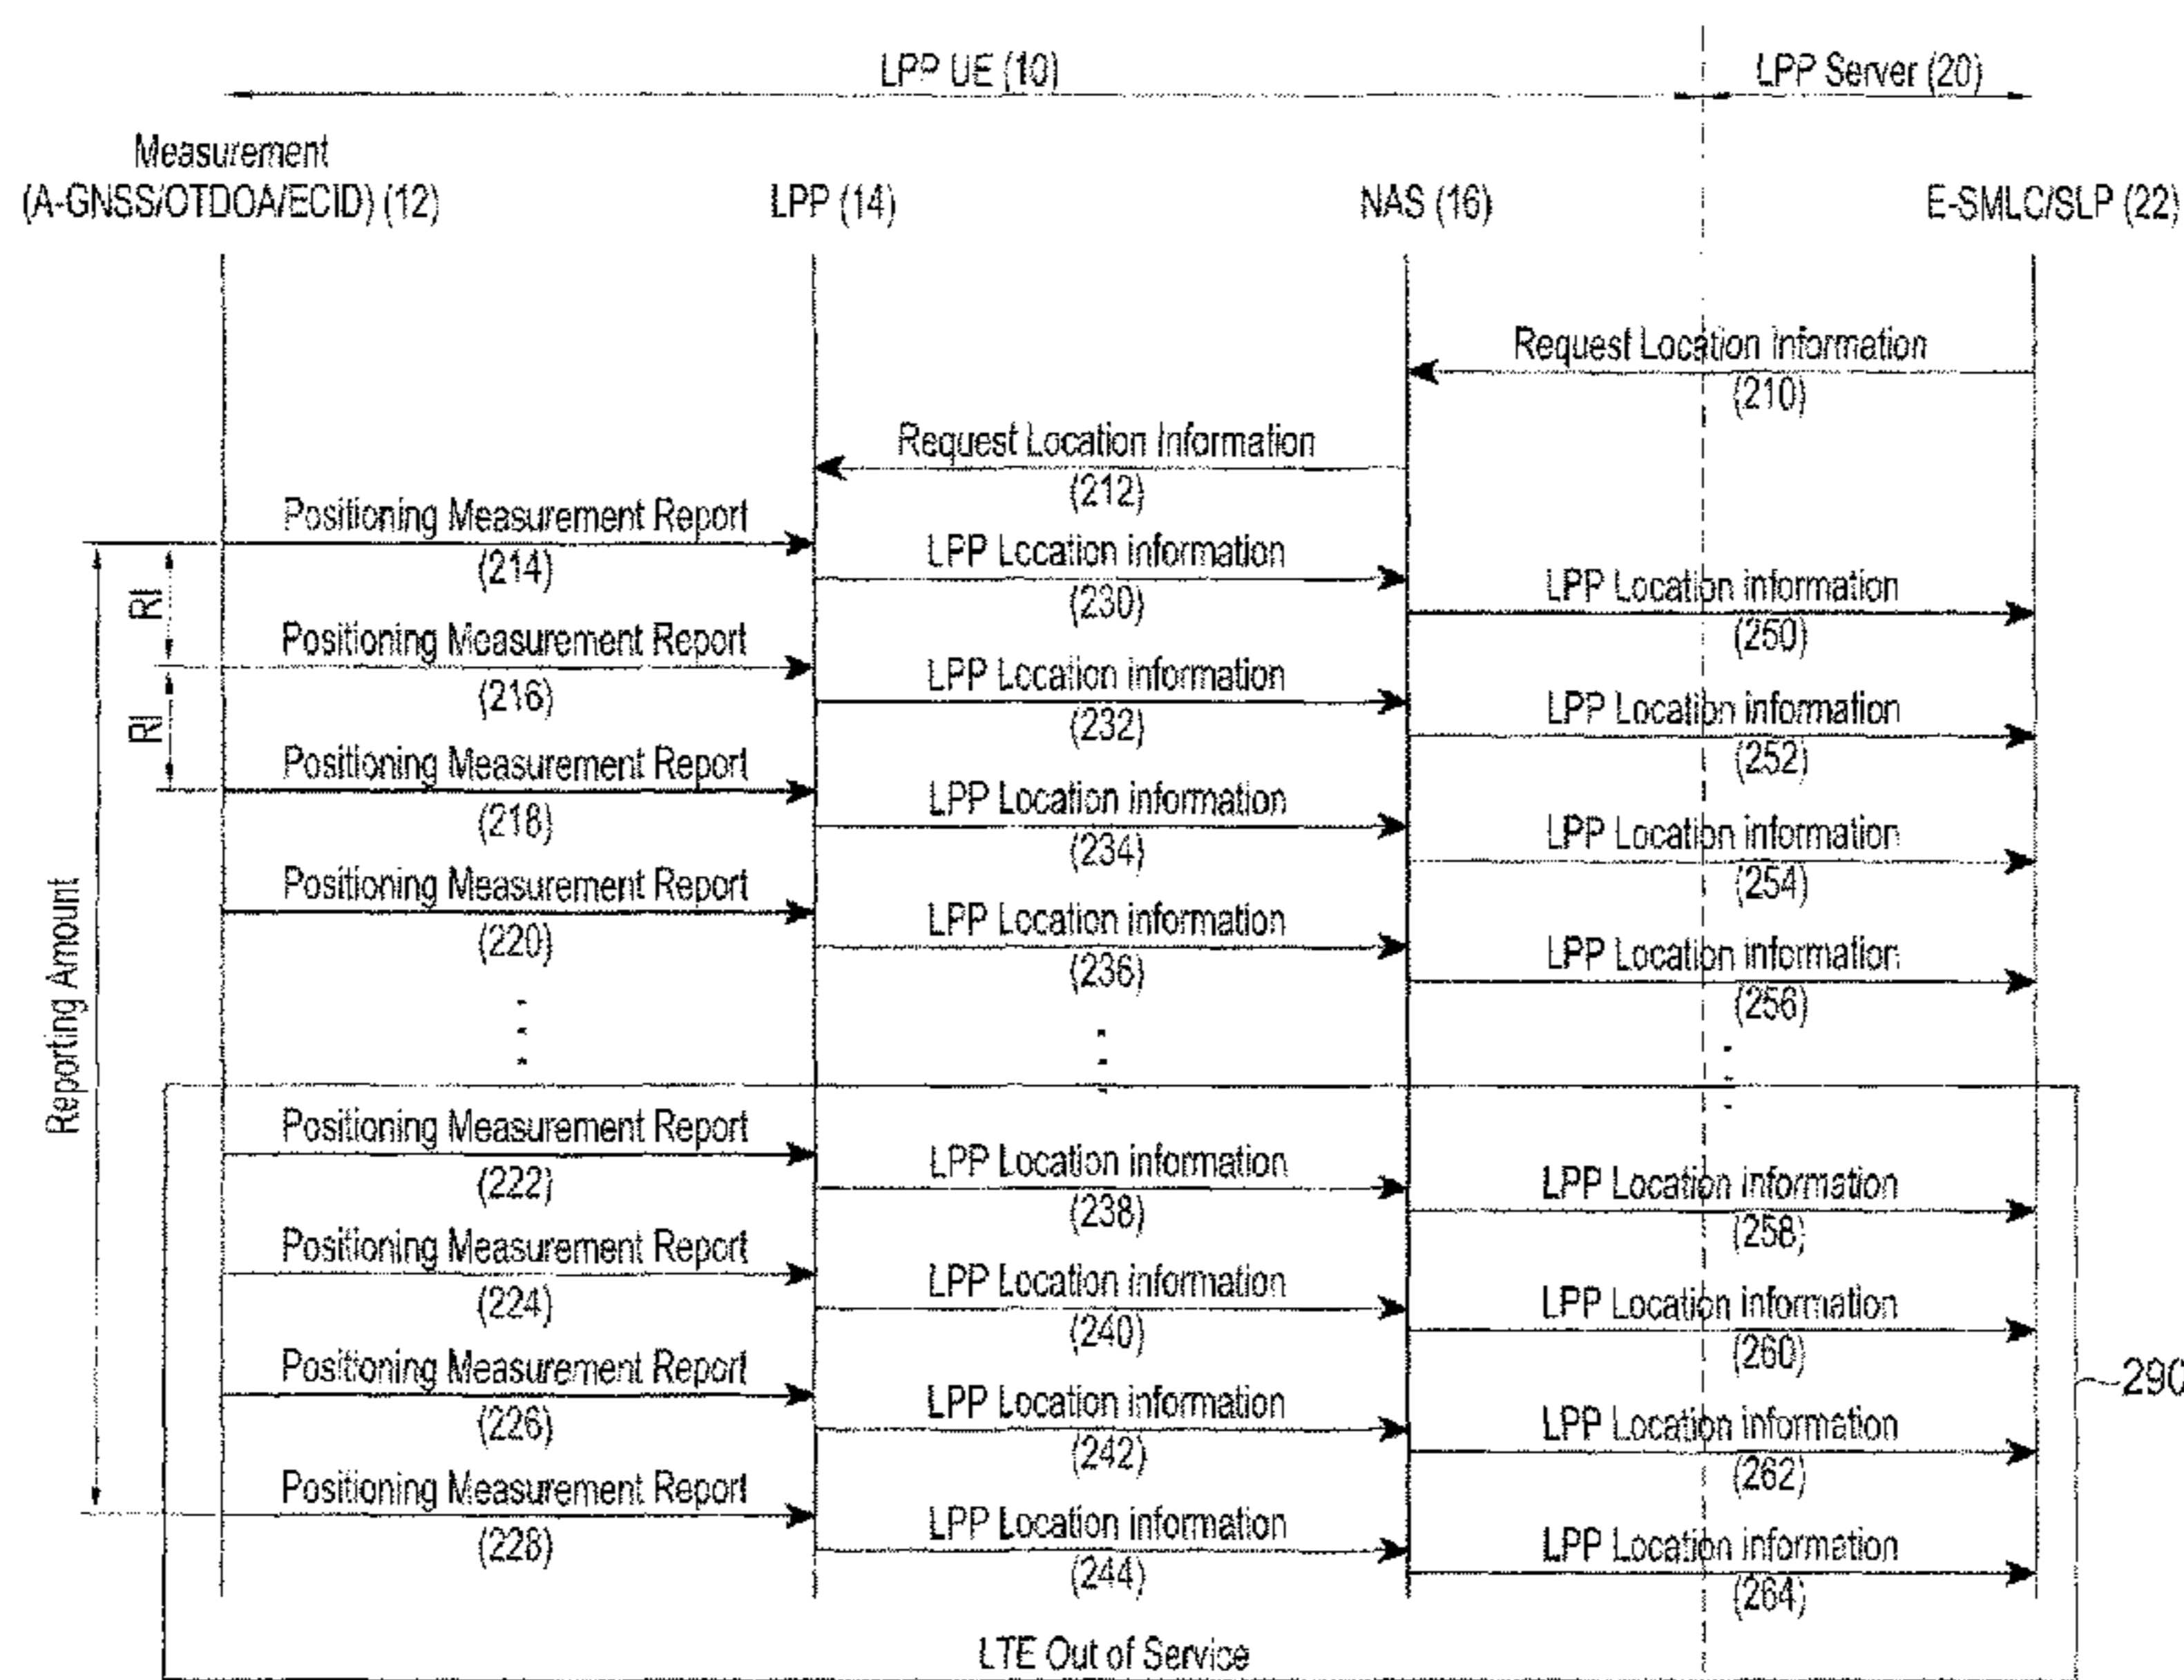 LPP UE (10)
LPP Server (20)
Measurement
(A-GNSS/OTDOA/ECID) (12)
LPP (14)
NAS (16)
E-SMLC/SLP (22)
Request Location Information
(210)
Request Location Information
(212)
Positioning Measurement Report
(214)
LPP Location information
(230)
LPP Location information
(250)
RI
Positioning Measurement Report
(216)
LPP Location information
(232)
LPP Location information
(252)
RI
Positioning Measurement Report
(218)
LPP Location information
(234)
LPP Location information
(254)
Positioning Measurement Report
(220)
LPP Location information
(236)
LPP Location information
(256)
Reporting Amount
Positioning Measurement Report
(222)
LPP Location information
(238)
LPP Location information
(258)
Positioning Measurement Report
(224)
LPP Location information
(240)
LPP Location information
(260)
290
Positioning Measurement Report
(226)
LPP Location information
(242)
LPP Location information
(262)
Positioning Measurement Report
(228)
LPP Location information
(244)
LPP Location information
(264)
LTE Out of Service